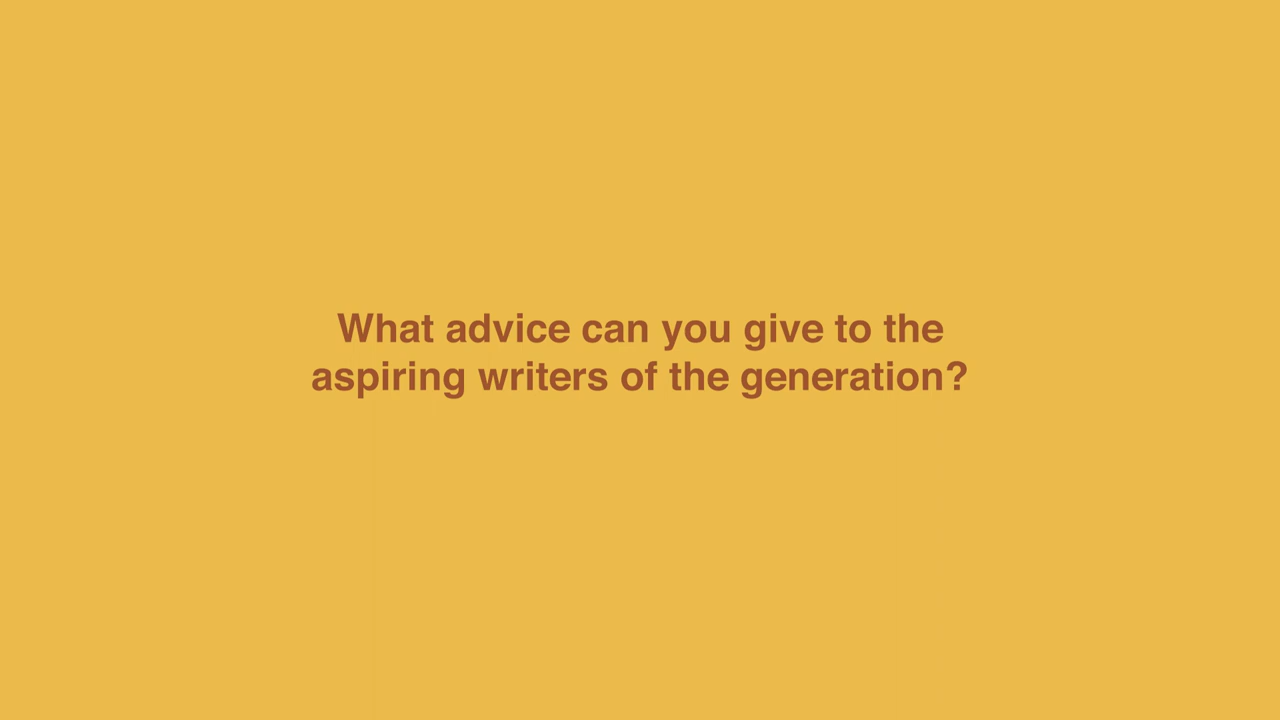 What advice can you give to the
aspiring writers of the generation?